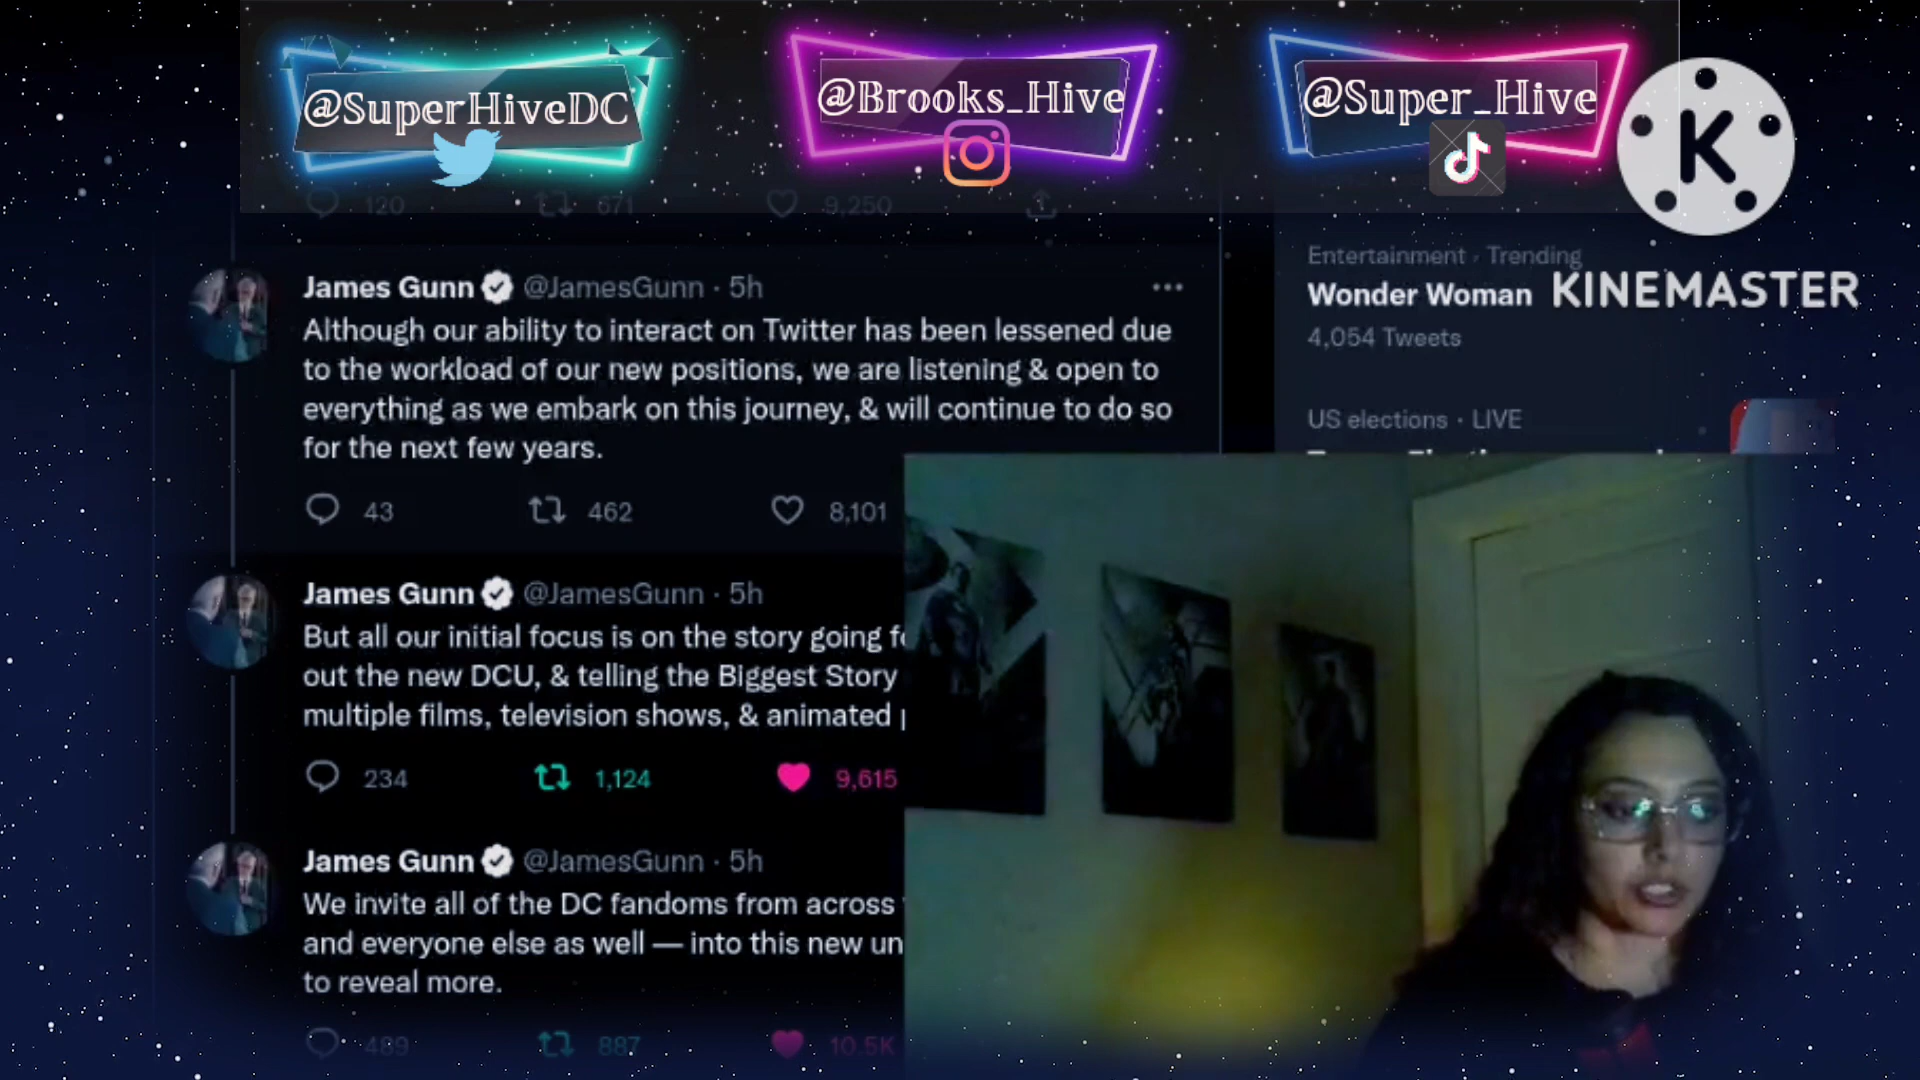 @SuperHiveDC
@Brooks_Hive
@Super_Hive
K
KINEMASTER
120 671 9,250
James Gunn @JamesGunn · 5h
Although our ability to interact on Twitter has been lessened due
to the workload of our new positions, we are listening & open to
everything as we embark on this journey, & will continue to do so
for the next few years.
43 462 8,101
James Gunn @JamesGunn · 5h
But all our initial focus is on the story going
out the new DCU, & telling the Biggest Story
multiple films, television shows, & animated
234 1,124 9,615
James Gunn @JamesGunn · 5h
We invite all of the DC fandoms from across
and everyone else as well — into this new
to reveal more.
489 887 10.5K
Entertainment · Trending
Wonder Woman
4,054 Tweets
US elections · LIVE